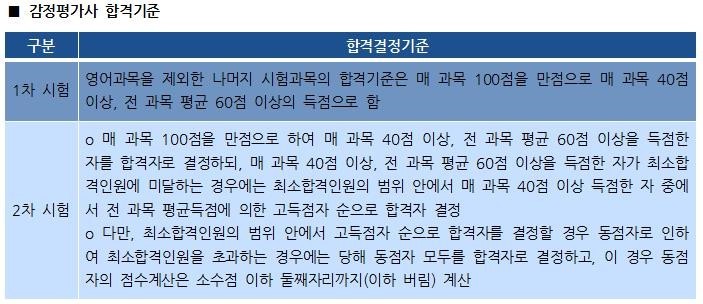 ■ 감정평가사 합격기준
구분 합격결정기준
1차 시험 영어과목을 제외한 나머지 시험과목의 합격기준은 매 과목 100점을 만점으로 매 과목 40점
이상, 전 과목 평균 60점 이상의 득점으로 함
o 매 과목 100점을 만점으로 하여 매 과목 40점 이상, 전 과목 평균 60점 이상을 득점한
자를 합격자로 결정하되, 매 과목 40점 이상, 전 과목 평균 60점 이상을 득점한 자가 최소합
격인원에 미달하는 경우에는 최소합격인원의 범위 안에서 매 과목 40점 이상 득점한 자 중에
2차 시험 서 전 과목 평균득점에 의한 고득점자 순으로 합격자 결정
o 다만, 최소합격인원의 범위 안에서 고득점자 순으로 합격자를 결정할 경우 동점자로 인하
여 최소합격인원을 초과하는 경우에는 당해 동점자 모두를 합격자로 결정하고, 이 경우 동점
자의 점수계산은 소수점 이하 둘째자리까지(이하 버림) 계산